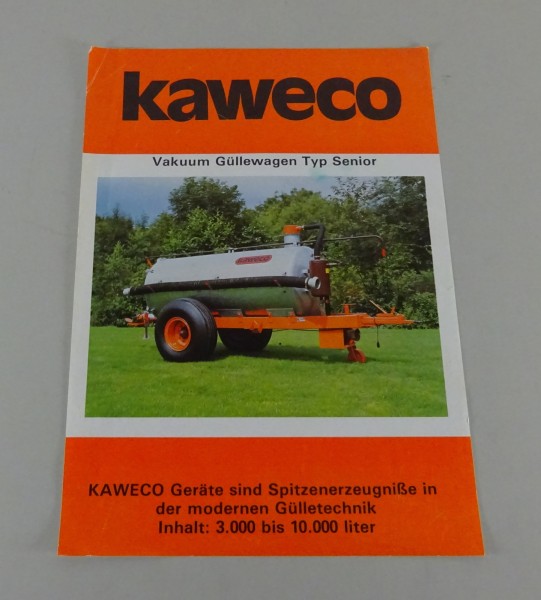 kaweco
Vakuum Güllewagen Typ Senior
kaweco
KAWECO Geräte sind Spitzenerzeugniße in
der modernen Gülletechnik
Inhalt: 3.000 bis 10.000 liter